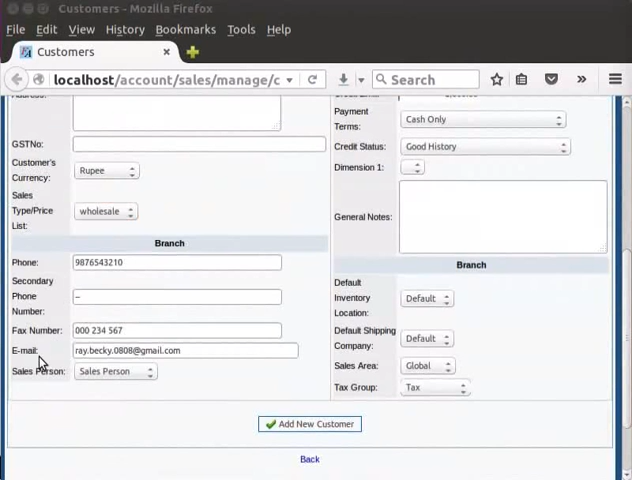 Customers - Mozilla Firefox
File Edit View History Bookmarks Tools Help
Customers
localhost/account/sales/manage/c
Search
Address:
GSTNo:
Customer's Currency:
Rupee
Sales Type/Price List:
wholesale
Branch
Phone:
9876543210
Secondary Phone Number:
–
Fax Number:
000 234 567
E-mail:
ray.becky.0808@gmail.com
Sales Person:
Sales Person
Payment Terms:
Cash Only
Credit Status:
Good History
Dimension 1:
General Notes:
Branch
Default Inventory Location:
Default
Default Shipping Company:
Default
Sales Area:
Global
Tax Group:
Tax
Add New Customer
Back